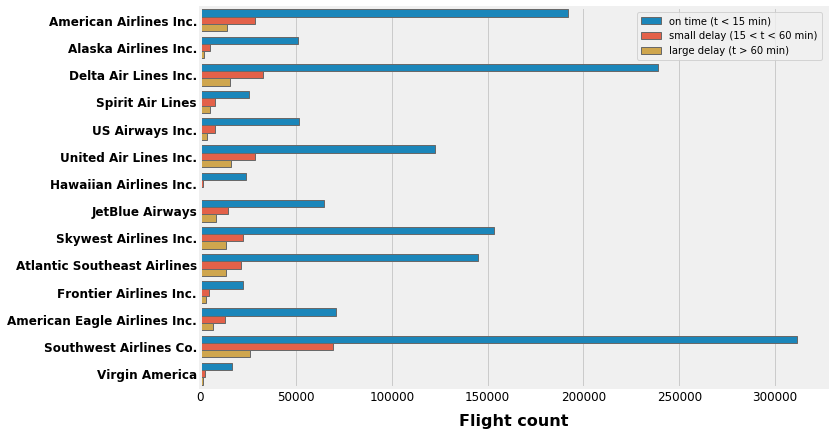 American Airlines Inc.
Alaska Airlines Inc.
Delta Air Lines Inc.
Spirit Air Lines
US Airways Inc.
United Air Lines Inc.
Hawaiian Airlines Inc.
JetBlue Airways
Skywest Airlines Inc.
Atlantic Southeast Airlines
Frontier Airlines Inc.
American Eagle Airlines Inc.
Southwest Airlines Co.
Virgin America
on time (t < 15 min)
small delay (15 < t < 60 min)
large delay (t > 60 min)
0 50000 100000 150000 200000 250000 300000
Flight count